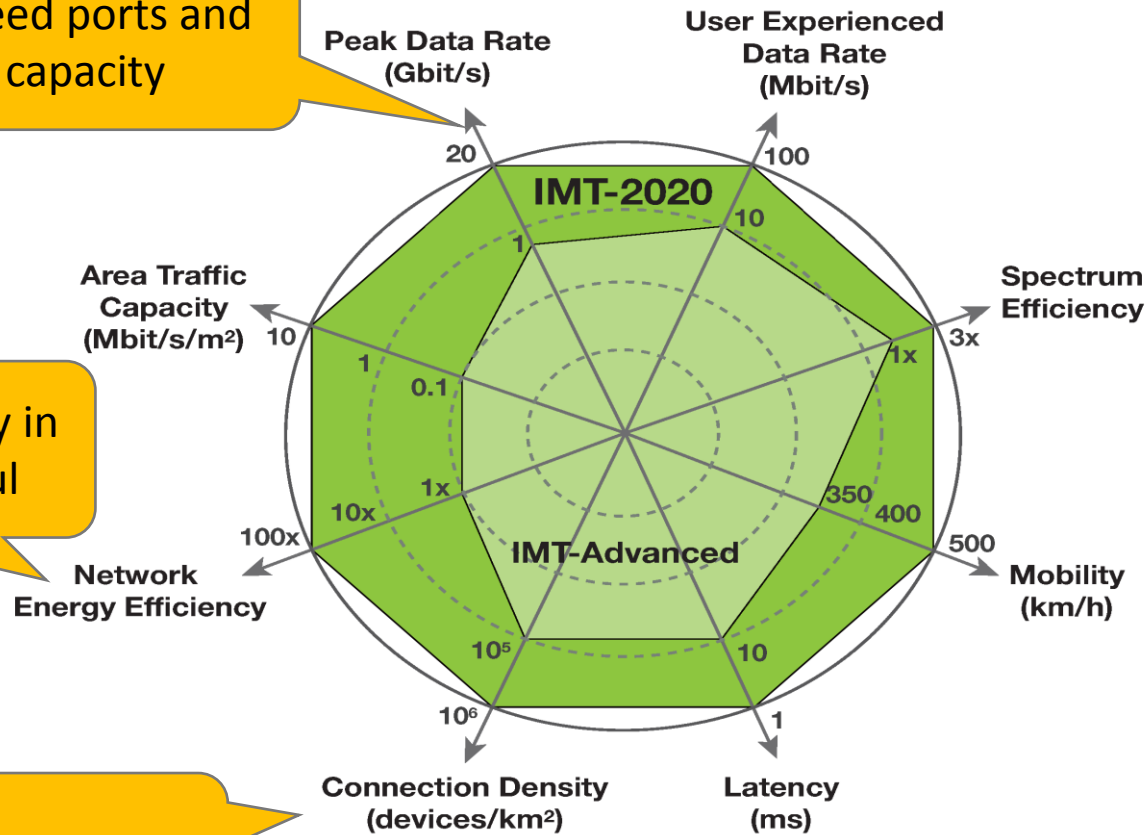 eed ports and
capacity
Peak Data Rate
(Gbit/s)
User Experienced
Data Rate
(Mbit/s)
20
100
IMT-2020
1
10
Area Traffic
Capacity
(Mbit/s/m²)
10
1
0.1
Spectrum
Efficiency
3x
1x
y in
ul
1x
10x
100x
350
400
500
Network
Energy Efficiency
IMT-Advanced
Mobility
(km/h)
10⁵
10
10⁶
1
Connection Density
(devices/km²)
Latency
(ms)